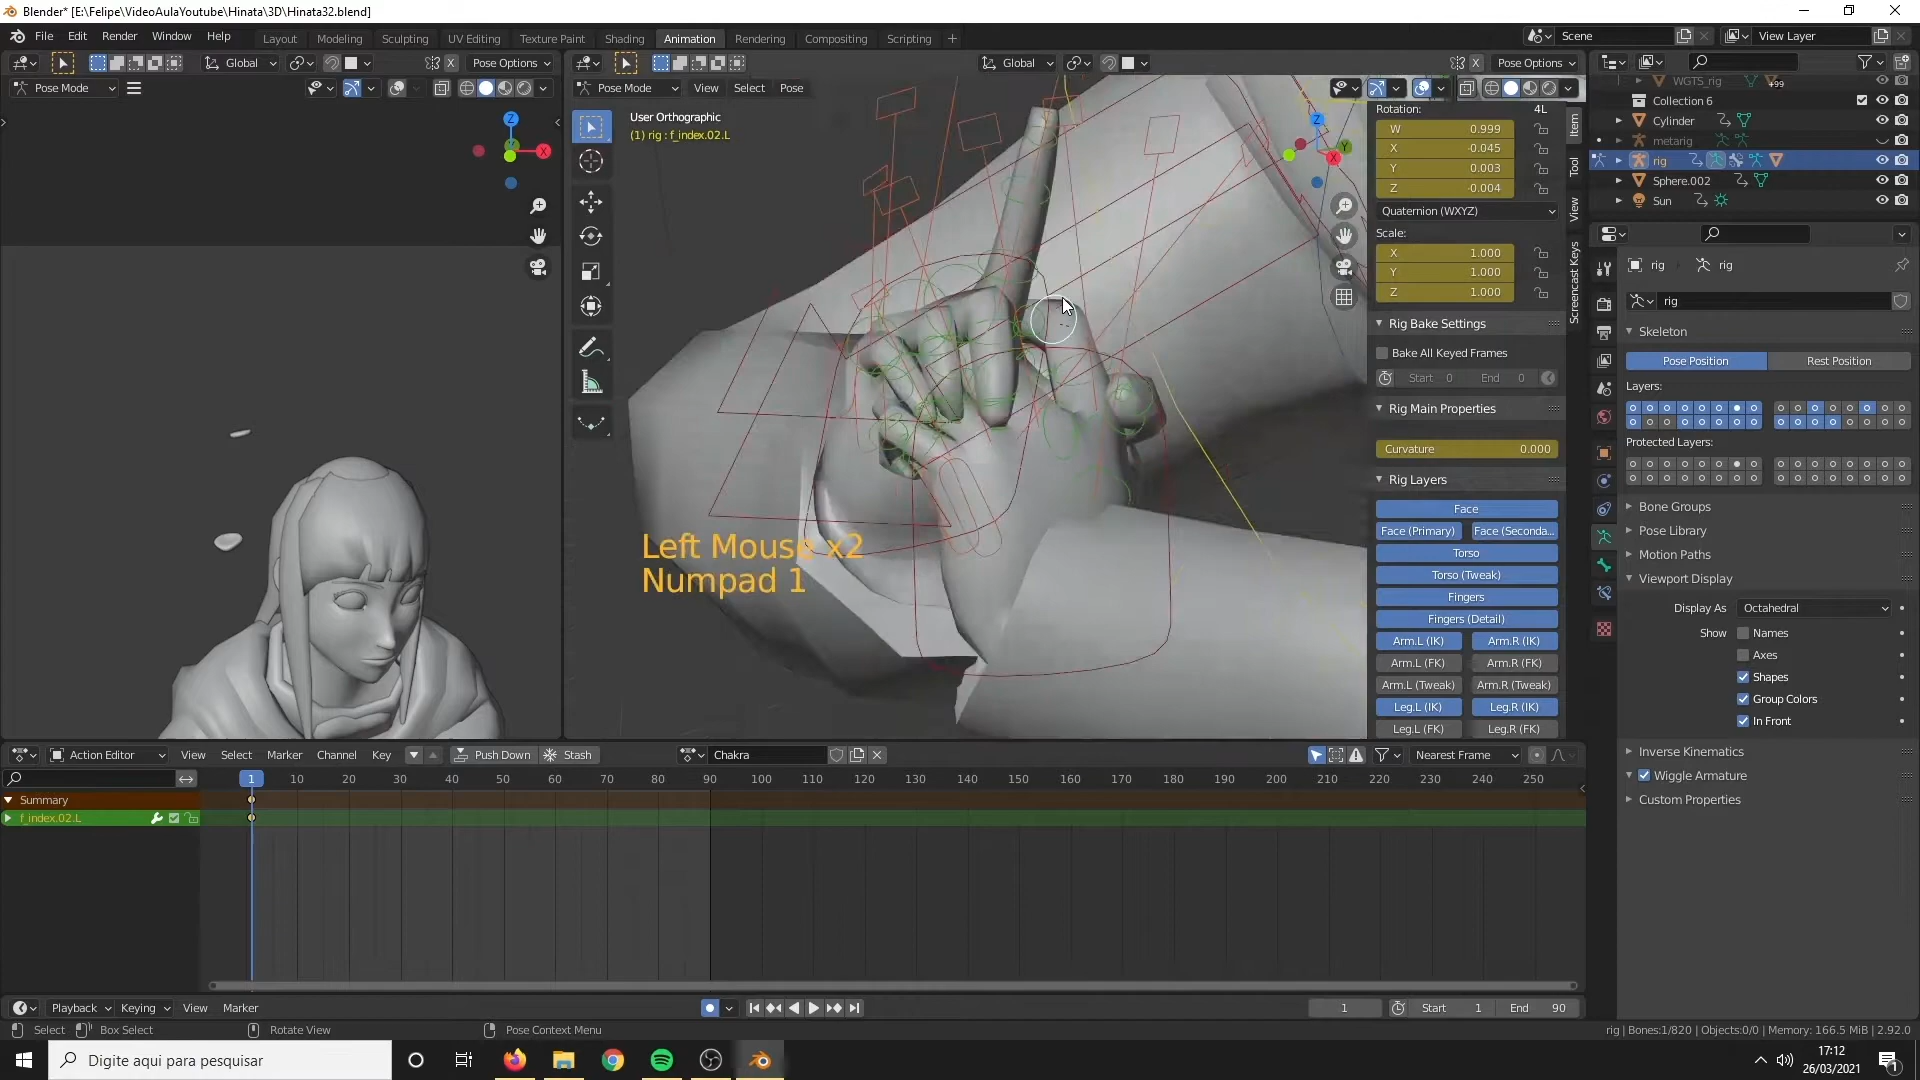 Blender* [E:\Felipe\VideoAulaYoutube\Hinata\3D\Hinata32.blend]
File Edit Render Window Help
Layout Modeling Sculpting UV Editing Texture Paint Shading Animation Rendering Compositing Scripting
Scene View Layer
Global Pose Options
Global Pose Options
Pose Mode
Pose Mode View Select Pose
User Orthographic
(1) rig : f_index.02.L
Rotation: 4L
W 0.999
X -0.045
Y 0.003
Z -0.004
Quaternion (WXYZ)
Scale:
X 1.000
Y 1.000
Z 1.000
Rig Bake Settings
Bake All Keyed Frames
Start 0 End 0
Rig Main Properties
Curvature 0.000
Rig Layers
Face
Face (Primary) Face (Seconda...
Torso
Torso (Tweak)
Fingers
Fingers (Detail)
Arm.L (IK) Arm.R (IK)
Arm.L (FK) Arm.R (FK)
Arm.L (Tweak) Arm.R (Tweak)
Leg.L (IK) Leg.R (IK)
Leg.L (FK) Leg.R (FK)
Item
Tool
View
Screencast Keys
Left Mouse x2
Numpad 1
WGTS_rig +99
Collection 6
Cylinder
metarig
rig
Sphere.002
Sun
rig rig
rig
Skeleton
Pose Position Rest Position
Layers:
Protected Layers:
Bone Groups
Pose Library
Motion Paths
Viewport Display
Display As Octahedral
Show Names
Axes
Shapes
Group Colors
In Front
Inverse Kinematics
Wiggle Armature
Custom Properties
Action Editor View Select Marker Channel Key Push Down Stash Chakra Nearest Frame
1 10 20 30 40 50 60 70 80 90 100 110 120 130 140 150 160 170 180 190 200 210 220 230 240 250
Summary
f_index.02.L
Playback Keying View Marker 1 Start 1 End 90
Select Box Select Rotate View Pose Context Menu rig | Bones:1/820 | Objects:0/0 | Memory: 166.5 MiB | 2.92.0
Digite aqui para pesquisar
17:12
26/03/2021
1